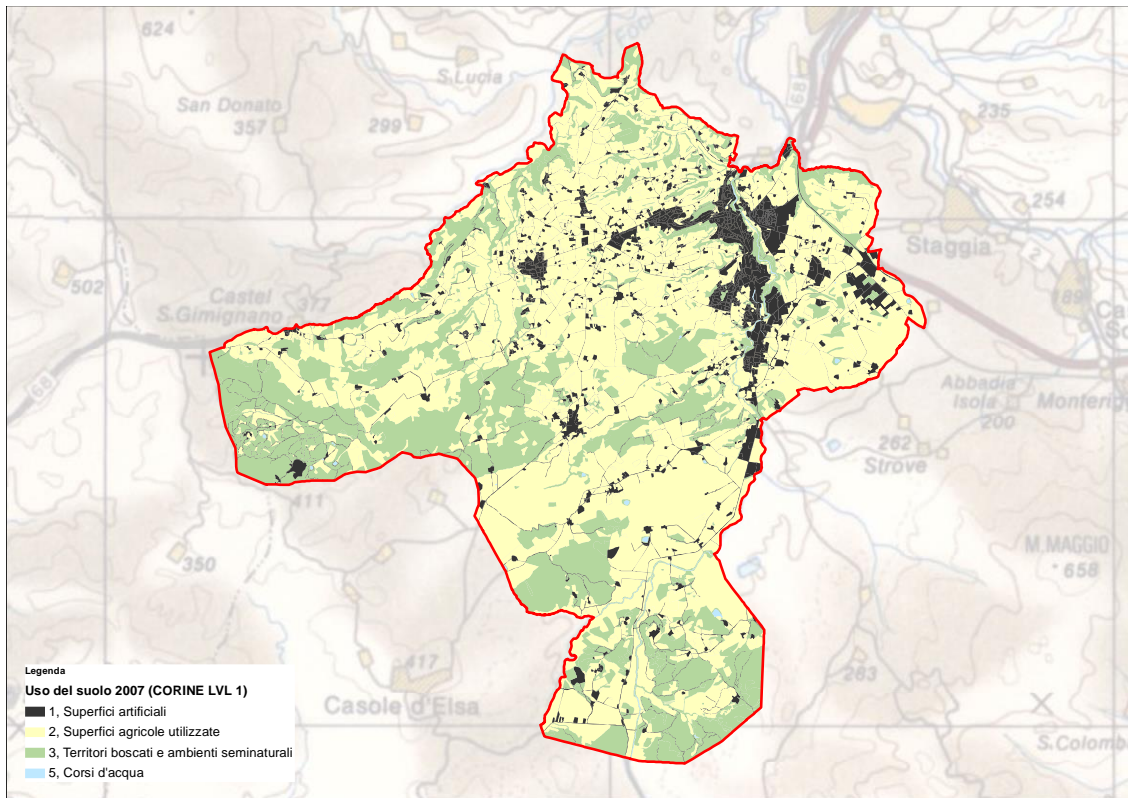 624
S.Lucia
68
San Donato
357
299
235
254
Staggia
2
502
Castel
S.Gimignano
377
189
68
Abbadia
Isola
200
262
Strove
411
350
M.MAGGIO
658
417
Casole d'Elsa
283
S.Colomb
Legenda
Uso del suolo 2007 (CORINE LVL 1)
1, Superfici artificiali
2, Superfici agricole utilizzate
3, Territori boscati e ambienti seminaturali
5, Corsi d'acqua